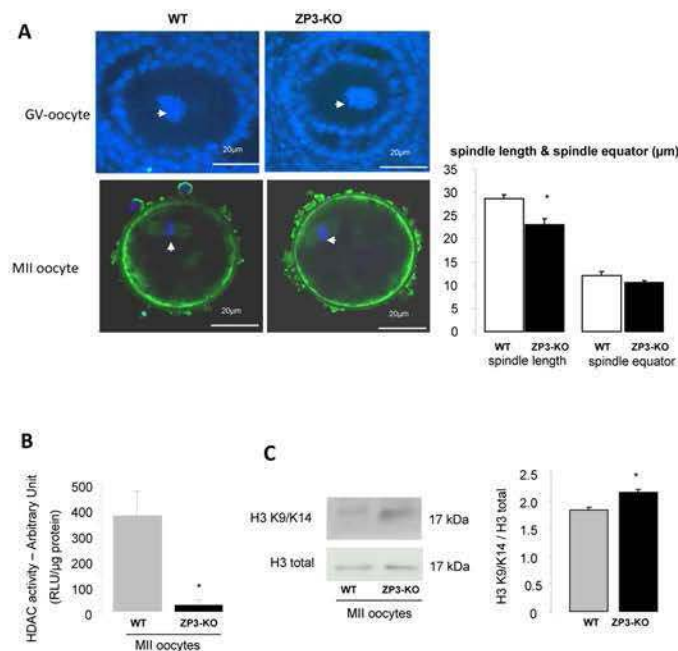 A
WT
ZP3-KO
GV-oocyte
20µm
20µm
MII oocyte
20µm
20µm
spindle length & spindle equator (µm)
35
30
25
20
15
10
5
0
*
WT ZP3-KO WT ZP3-KO
spindle length spindle equator
B
HDAC activity – Arbitrary Unit
(RLU/µg protein)
500
400
300
200
100
0
*
WT ZP3-KO
MII oocytes
C
H3 K9/K14 17 kDa
H3 total 17 kDa
WT ZP3-KO
MII oocytes
H3 K9/K14 / H3 total
2.5
2.0
1.5
1.0
0.5
0.0
*
WT ZP3-KO